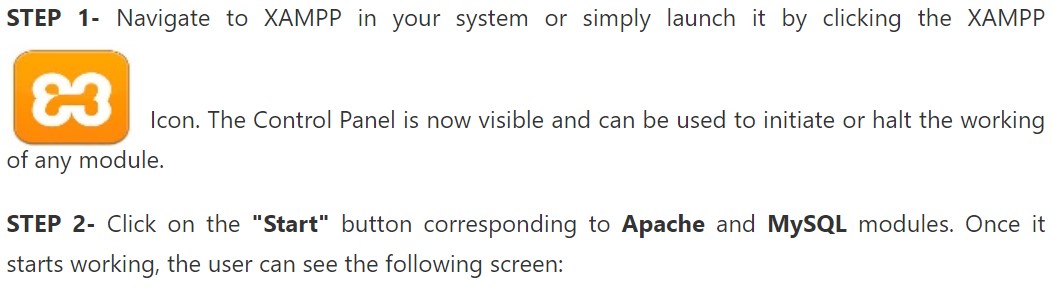 STEP 1- Navigate to XAMPP in your system or simply launch it by clicking the XAMPP
Icon. The Control Panel is now visible and can be used to initiate or halt the working
of any module.
STEP 2- Click on the "Start" button corresponding to Apache and MySQL modules. Once it
starts working, the user can see the following screen: